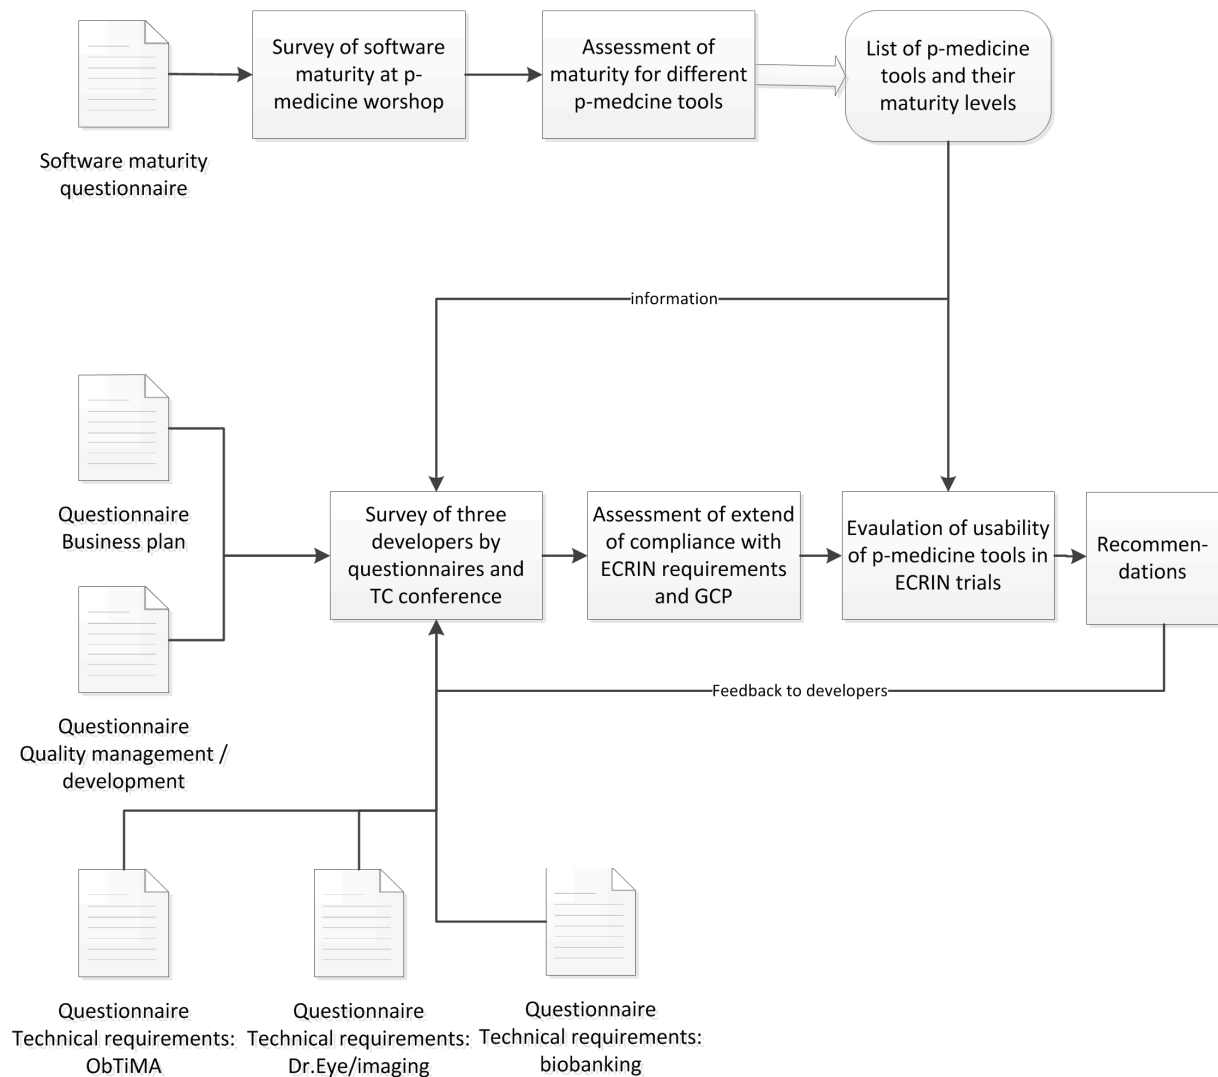 Survey of software
maturity at p-
medicine worshop
Assessment of
maturity for different
p-medcine tools
List of p-medicine
tools and their
maturity levels
Software maturity
questionnaire
information
Questionnaire
Business plan
Survey of three
developers by
questionnaires and
TC conference
Assessment of extend
of compliance with
ECRIN requirements
and GCP
Evaulation of usability
of p-medicine tools in
ECRIN trials
Recommen-
dations
Feedback to developers
Questionnaire
Quality management /
development
Questionnaire
Technical requirements:
ObTiMA
Questionnaire
Technical requirements:
Dr.Eye/imaging
Questionnaire
Technical requirements:
biobanking